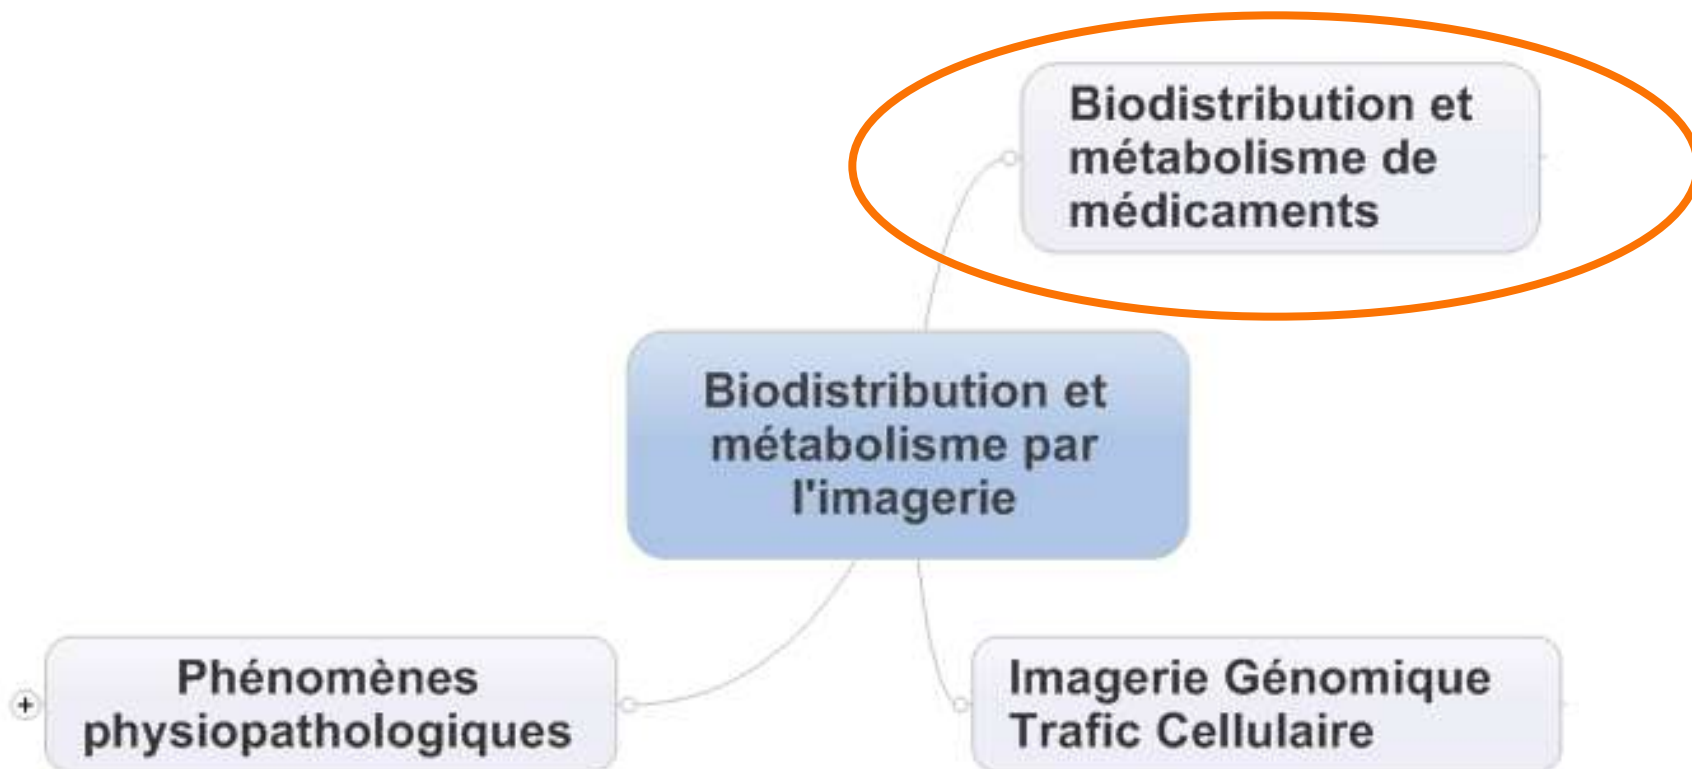 Biodistribution et
métabolisme de
médicaments
Biodistribution et
métabolisme par
l'imagerie
Phénomènes
physiopathologiques
Imagerie Génomique
Trafic Cellulaire